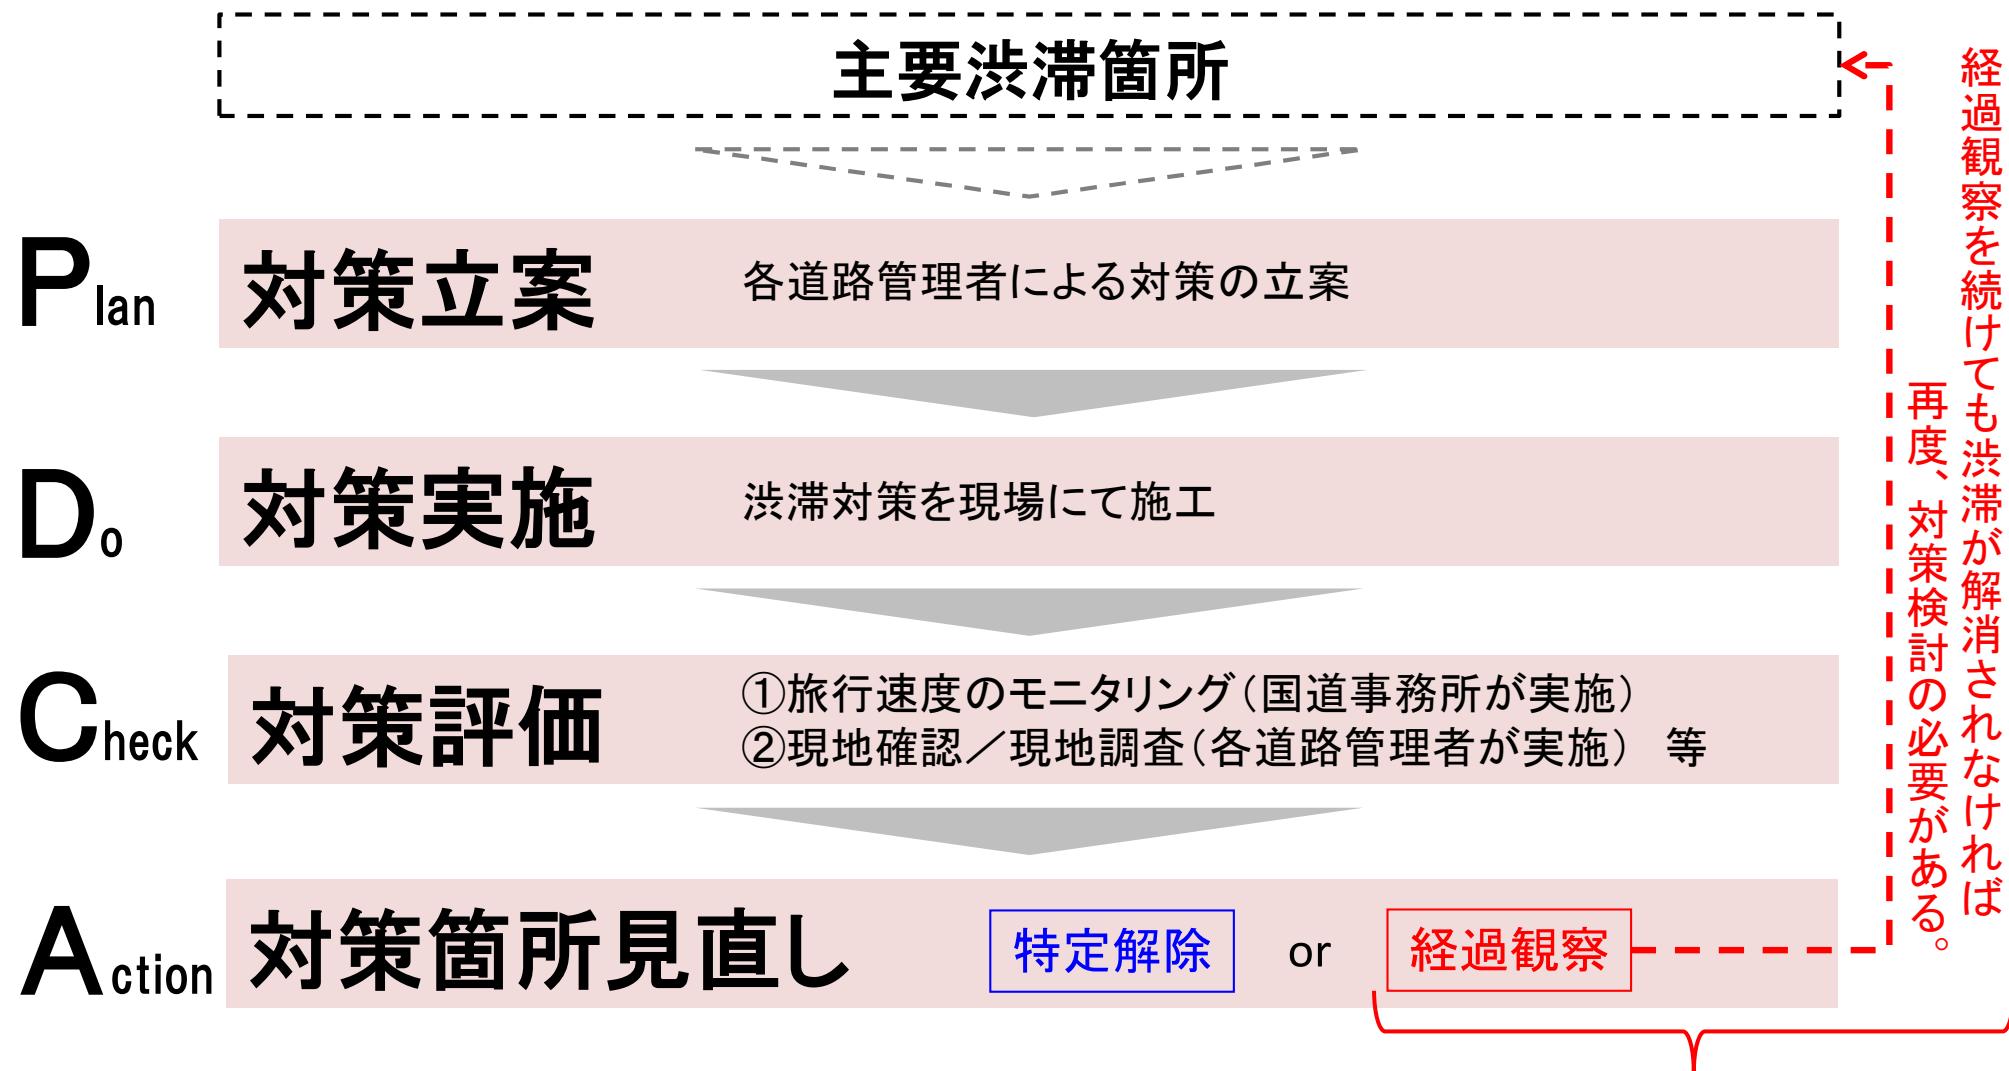 主要渋滞箇所
Plan
対策立案
各道路管理者による対策の立案
Do
対策実施
渋滞対策を現場にて施工
Check
対策評価
①旅行速度のモニタリング（国道事務所が実施）
②現地確認／現地調査（各道路管理者が実施） 等
Action
対策箇所見直し
特定解除
or
経過観察
経過観察を続けても渋滞が解消されなければ
再度、対策検討の必要がある。